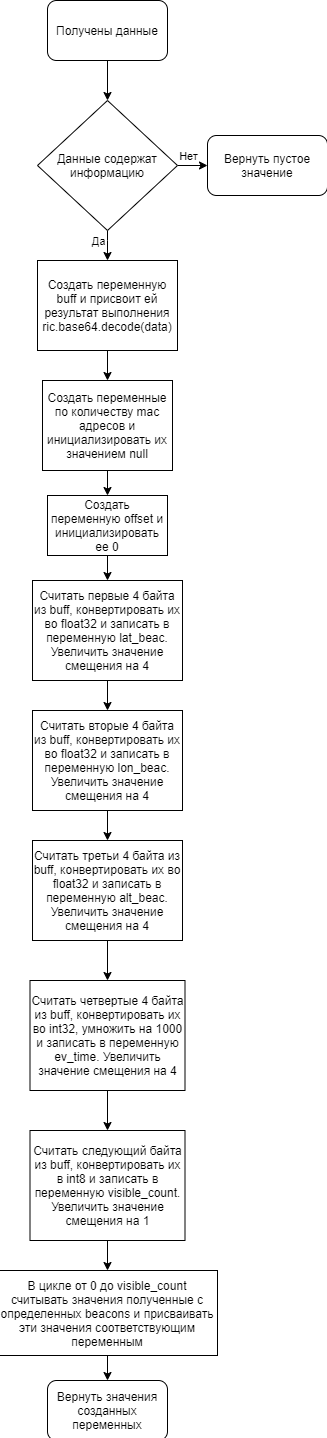 Получены данные
Данные содержат
информацию
Нет
Вернуть пустое
значение
Да
Создать переменную
buff и присвоит ей
результат выполнения
ric.base64.decode(data)
Создать переменные
по количеству mac
адресов и
инициализировать их
значением null
Создать
переменную offset и
инициализировать
ее 0
Считать первые 4 байта
из buff, конвертировать их
во float32 и записать в
переменную lat_beac.
Увеличить значение
смещения на 4
Считать вторые 4 байта
из buff, конвертировать их
во float32 и записать в
переменную lon_beac.
Увеличить значение
смещения на 4
Считать третьи 4 байта из
buff, конвертировать их во
float32 и записать в
переменную alt_beac.
Увеличить значение
смещения на 4
Считать четвертые 4 байта
из buff, конвертировать их
во int32, умножить на 1000
и записать в переменную
ev_time. Увеличить
значение смещения на 4
Считать следующий байта
из buff, конвертировать их
в int8 и записать в
переменную visible_count.
Увеличить значение
смещения на 1
В цикле от 0 до visible_count
считывать значения полученные с
определенных beacons и присваивать
эти значения соответствующим
переменным
Вернуть значения
созданных
переменных